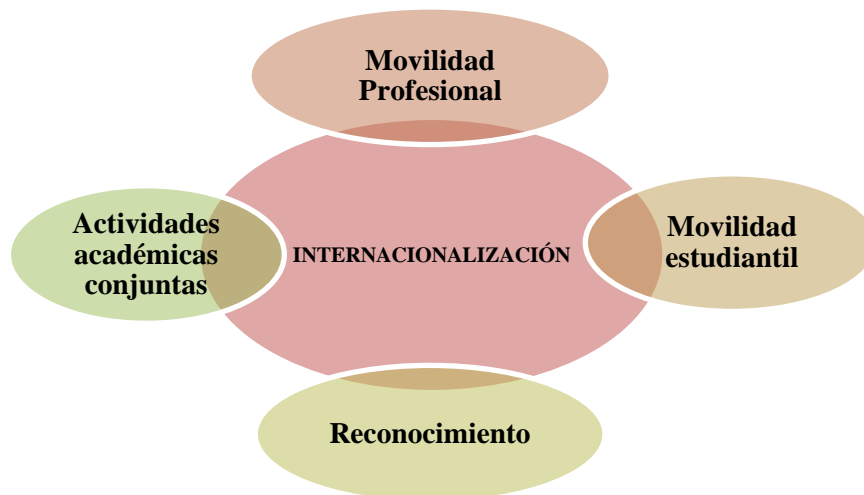 Movilidad
Profesional
Actividades
académicas
conjuntas
INTERNACIONALIZACIÓN
Movilidad
estudiantil
Reconocimiento